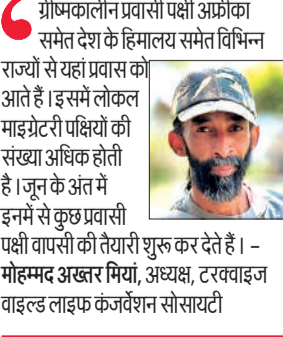 ग्रीष्मकालीन प्रवासी पक्षी अफ्रीका
समेत देश के हिमालय समेत विभिन्न
राज्यों से यहां प्रवास को
आते हैं । इसमें लोकल
माइग्रेटरी पक्षियों की
संख्या अधिक होती
है । जून के अंत में
इनमें से कुछ प्रवासी
पक्षी वापसी की तैयारी शुरू कर देते हैं । –
मोहम्मद अख्तर मियां, अध्यक्ष, टरक्वाइज
वाइल्ड लाइफ कंजर्वेशन सोसायटी